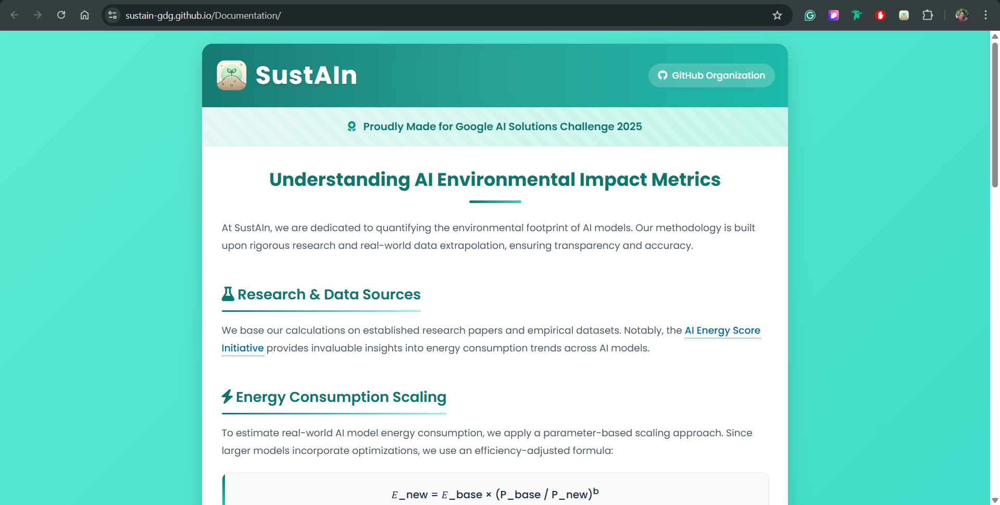 sustain-gdg.github.io/Documentation/
SustAIn
GitHub Organization
Proudly Made for Google AI Solutions Challenge 2025
Understanding AI Environmental Impact Metrics
At SustAIn, we are dedicated to quantifying the environmental footprint of AI models. Our methodology is built
upon rigorous research and real-world data extrapolation, ensuring transparency and accuracy.
Research & Data Sources
We base our calculations on established research papers and empirical datasets. Notably, the AI Energy Score
Initiative provides invaluable insights into energy consumption trends across AI models.
Energy Consumption Scaling
To estimate real-world AI model energy consumption, we apply a parameter-based scaling approach. Since
larger models incorporate optimizations, we use an efficiency-adjusted formula:
𝐸_new = 𝐸_base × (P_base / P_new)ᵇ